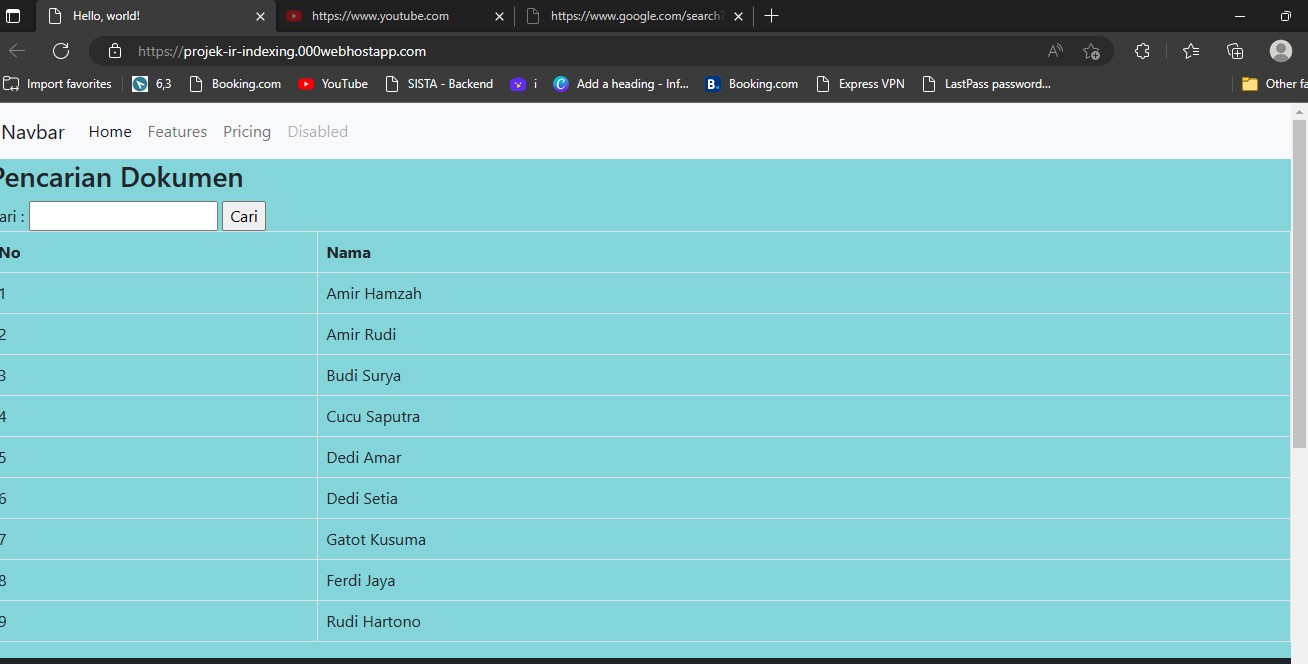 Hello, world! https://www.youtube.com https://www.google.com/search?
https://projek-ir-indexing.000webhostapp.com
Import favorites 6,3 Booking.com YouTube SISTA - Backend i Add a heading - Inf... B. Booking.com Express VPN LastPass password... Other fa
Navbar Home Features Pricing Disabled
Pencarian Dokumen
ari : Cari
No Nama
1 Amir Hamzah
2 Amir Rudi
3 Budi Surya
4 Cucu Saputra
5 Dedi Amar
6 Dedi Setia
7 Gatot Kusuma
8 Ferdi Jaya
9 Rudi Hartono